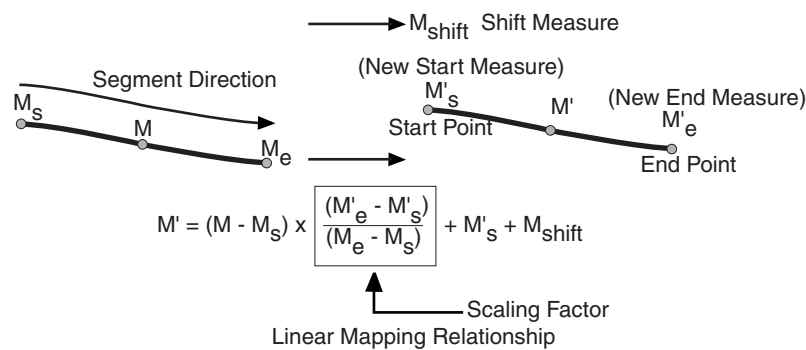 M_shift Shift Measure
Segment Direction
(New Start Measure)
M_s
M
M_e
M'_s
Start Point
M'
(New End Measure)
M'_e
End Point
M' = (M - M_s) x (M'_e - M'_s) / (M_e - M_s) + M'_s + M_shift
Scaling Factor
Linear Mapping Relationship